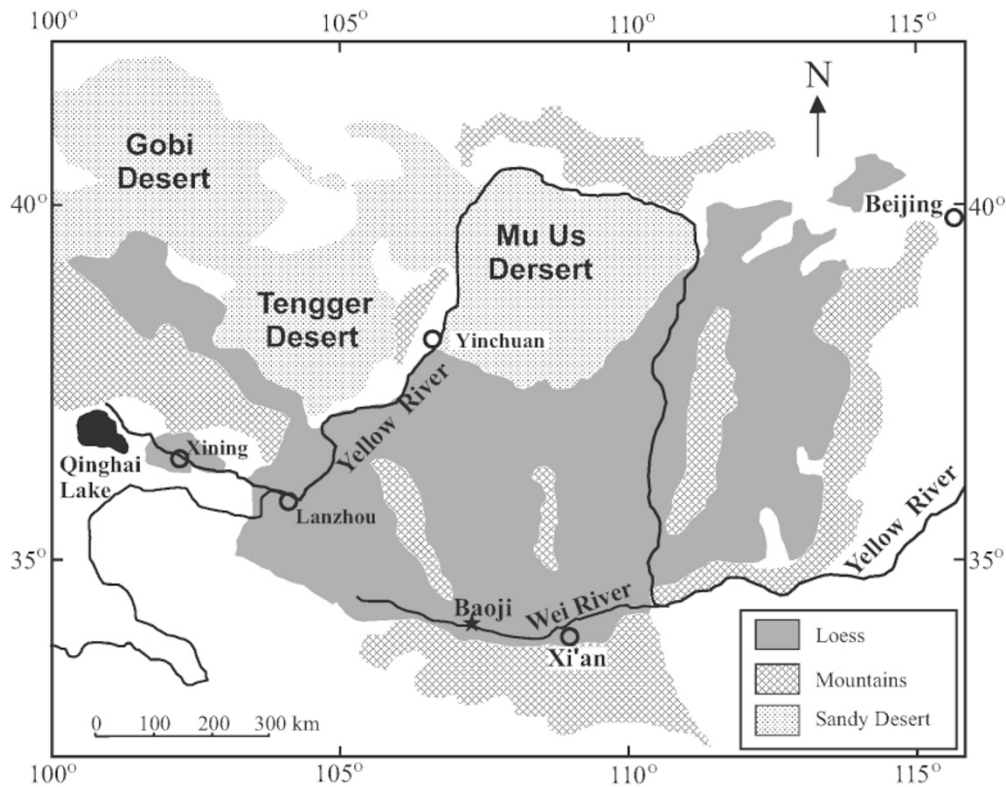 100°
105°
110°
115°
N
Gobi
Desert
40°
40°
Beijing
Mu Us
Dersert
Tengger
Desert
Yinchuan
Yellow River
Xining
Qinghai
Lake
Lanzhou
Yellow River
35°
35°
Baoji
Wei River
Xi'an
Loess
Mountains
Sandy Desert
0 100 200 300 km
100°
105°
110°
115°